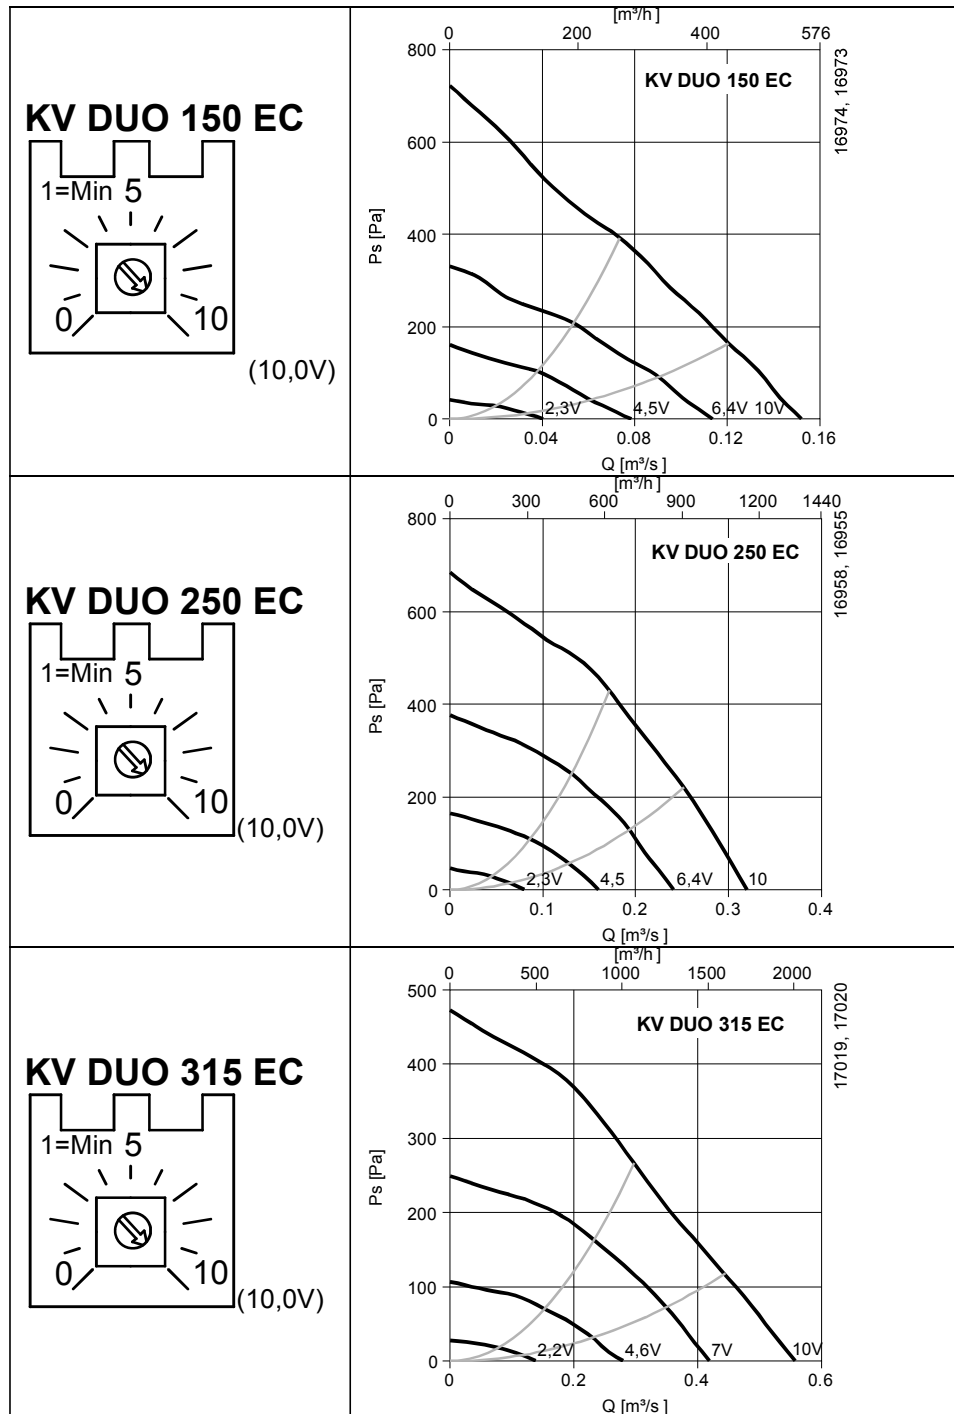 KV DUO 150 EC
1=Min 5
0 10
(10,0V)
[m³/h]
0 200 400 576
800
KV DUO 150 EC
600
400
200
0
Ps [Pa]
2,3V 4,5V 6,4V 10V
0 0.04 0.08 0.12 0.16
Q [m³/s ]
16974, 16973
KV DUO 250 EC
1=Min 5
0 10
(10,0V)
[m³/h]
0 300 600 900 1200 1440
800
KV DUO 250 EC
600
400
200
0
Ps [Pa]
2,3V 4,5 6,4V 10
0 0.1 0.2 0.3 0.4
Q [m³/s ]
16958, 16955
KV DUO 315 EC
1=Min 5
0 10
(10,0V)
[m³/h]
0 500 1000 1500 2000
500
KV DUO 315 EC
400
300
200
100
0
Ps [Pa]
2,2V 4,6V 7V 10V
0 0.2 0.4 0.6
Q [m³/s ]
17019, 17020